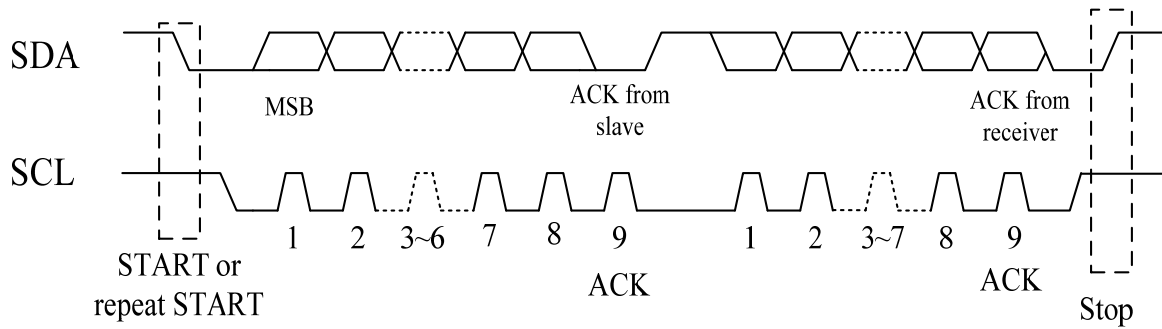 SDA
MSB
ACK from
slave
ACK from
receiver
SCL
1 2 3~6 7 8 9 1 2 3~7 8 9
START or
repeat START
ACK
ACK
Stop